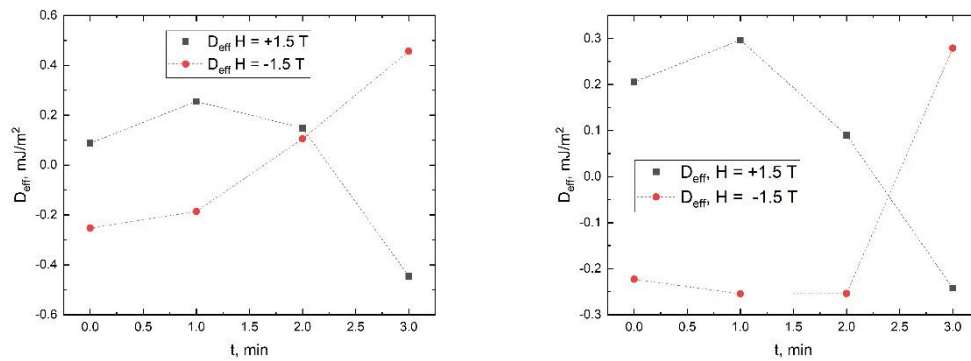 0.6
0.4
0.2
0.0
-0.2
-0.4
-0.6
D_eff, mJ/m²
D_eff H = +1.5 T
D_eff H = -1.5 T
0.0 0.5 1.0 1.5 2.0 2.5 3.0
t, min
0.3
0.2
0.1
0.0
-0.1
-0.2
-0.3
D_eff, mJ/m²
D_eff, H = +1.5 T
D_eff, H = -1.5 T
0.0 0.5 1.0 1.5 2.0 2.5 3.0
t, min